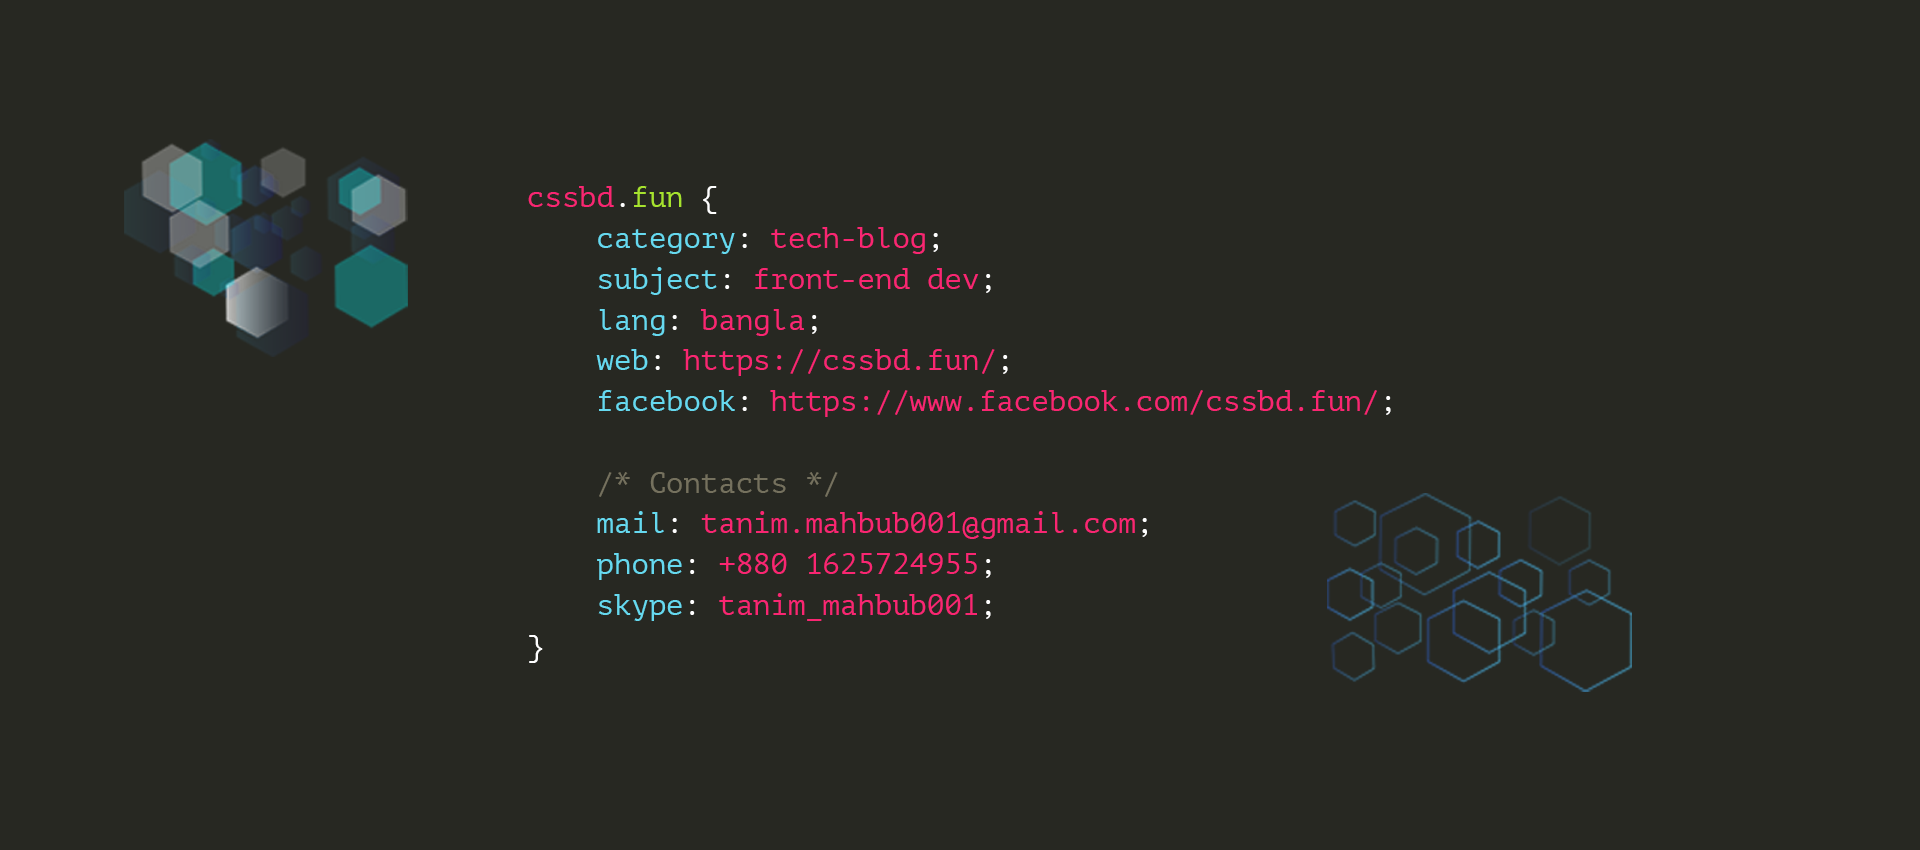 cssbd.fun {
category: tech-blog;
subject: front-end dev;
lang: bangla;
web: https://cssbd.fun/;
facebook: https://www.facebook.com/cssbd.fun/;
/* Contacts */
mail: tanim.mahbub001@gmail.com;
phone: +880 1625724955;
skype: tanim_mahbub001;
}